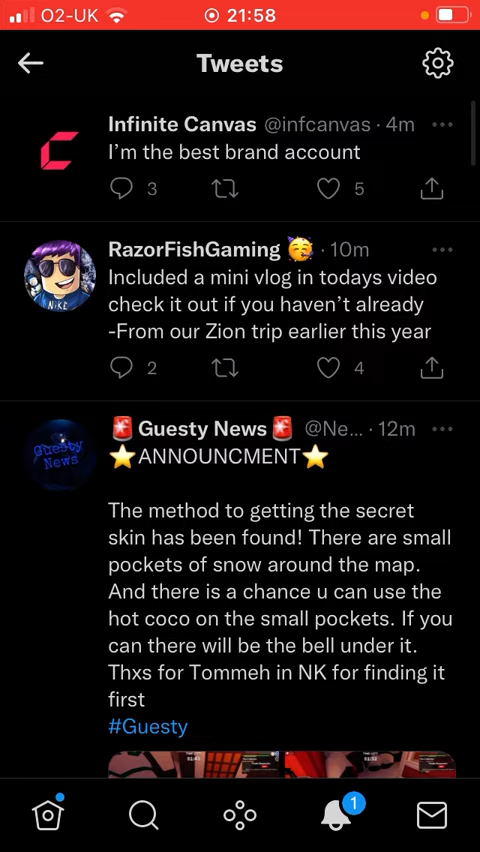 O2-UK 21:58
Tweets
Infinite Canvas @infcanvas · 4m
I’m the best brand account
3 5
RazorFishGaming 🥳 · 10m
Included a mini vlog in todays video
check it out if you haven’t already
-From our Zion trip earlier this year
2 4
🚨Guesty News🚨 @Ne... · 12m
⭐ANNOUNCMENT⭐
The method to getting the secret
skin has been found! There are small
pockets of snow around the map.
And there is a chance u can use the
hot coco on the small pockets. If you
can there will be the bell under it.
Thxs for Tommeh in NK for finding it
first
#Guesty
Guesty
News
NIKE
1